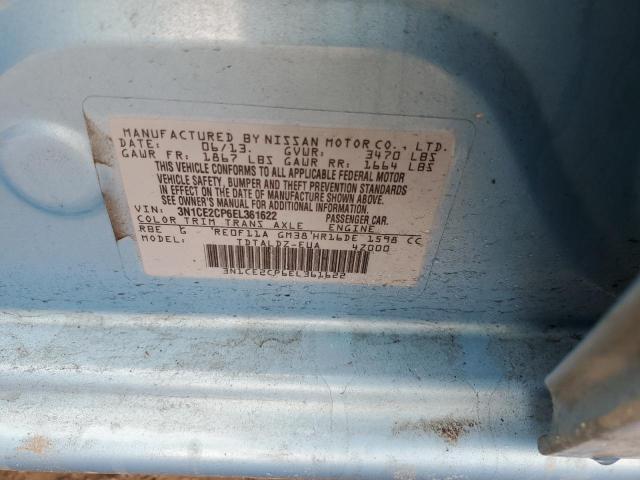 MANUFACTURED BY NISSAN MOTOR CO., LTD.
DATE: 06/13. GVWR: 3470 LBS
GAWR FR: 1867 LBS GAWR RR: 1664 LBS
THIS VEHICLE CONFORMS TO ALL APPLICABLE FEDERAL MOTOR
VEHICLE SAFETY, BUMPER AND THEFT PREVENTION STANDARDS
IN EFFECT ON THE DATE OF MANUFACTURE SHOWN ABOVE.
SEE OWNER'S MANUAL FOR ADDITIONAL INFORMATION
VIN: 3N1CE2CP6EL361622 PASSENGER CAR.
COLOR TRIM TRANS AXLE ENGINE
RBE G RE0F11A GM38 HR16DE 1598 CC
TDTALDZ-EUA 4Z000
3N1CE2CP6EL361622